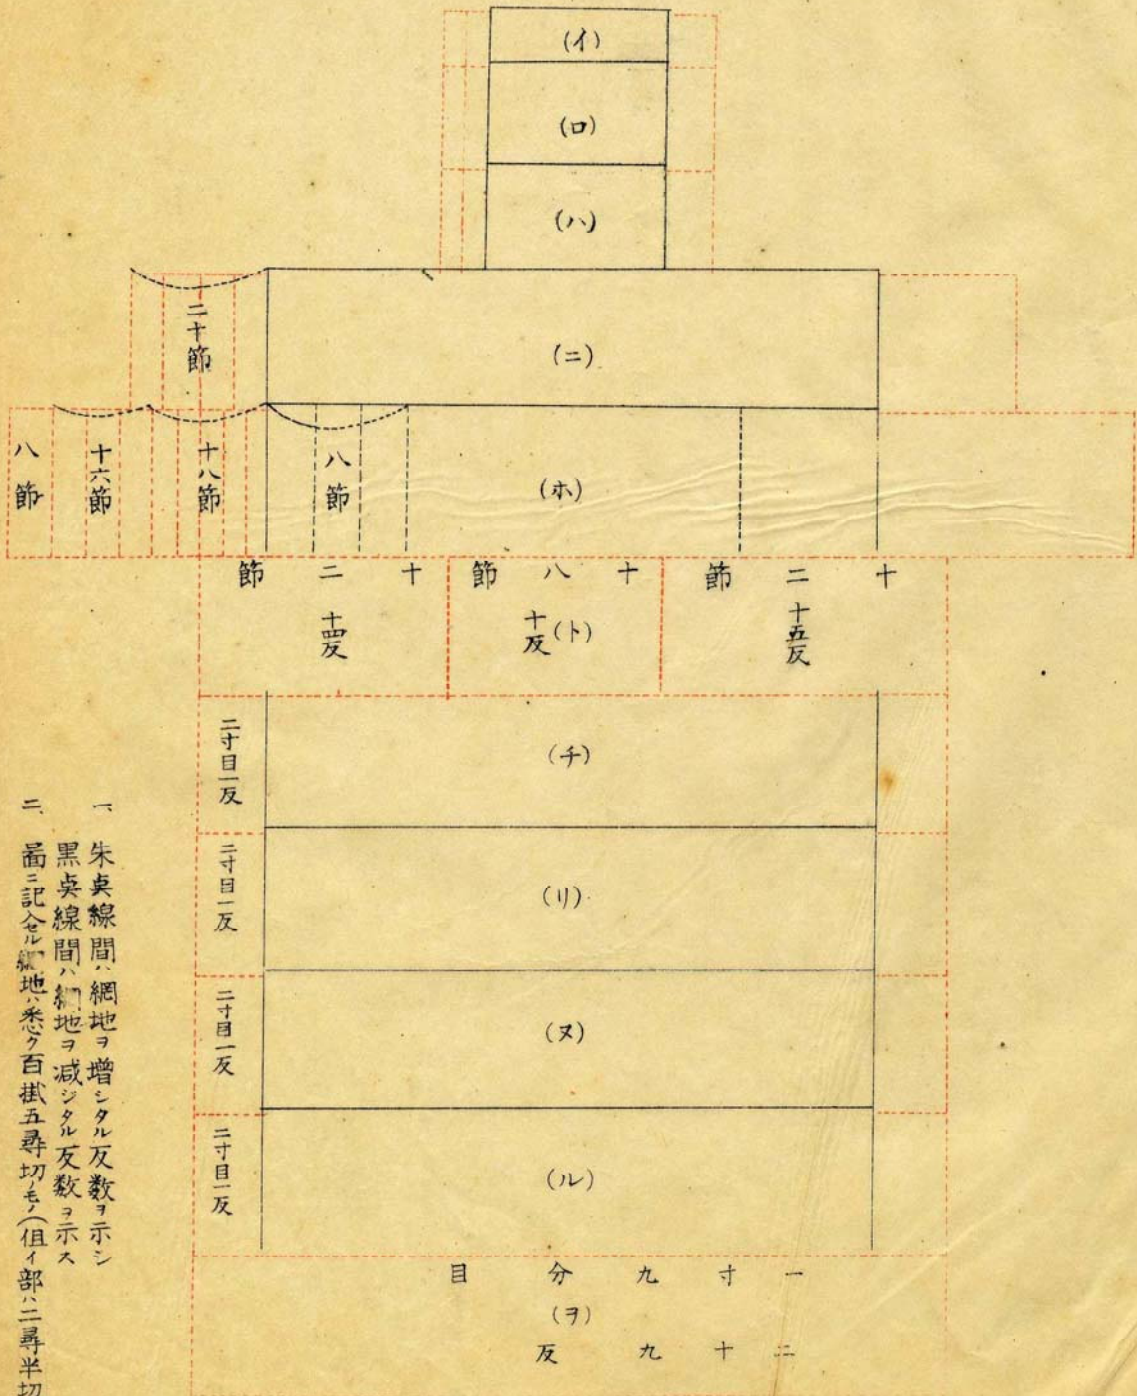 (イ)
(ロ)
(ハ)
(ニ)
二十節
(ホ)
八節
十六節
十八節
八節
十二節
十五反
十八節
(ト)
十反
十二節
十四反
(チ)
二寸目一反
(リ)
二寸目一反
(ヌ)
二寸目一反
(ル)
二寸目一反
一寸九分目
(ヲ)
二十九反
一、朱点線間ハ網地ヲ増シタル反数ヲ示シ
黒点線間ハ網地ヲ減ジタル反数ヲ示ス
二、図ニ記入セル網地ハ悉ク百掛五尋切ノモノ(但イ部ハ二尋半切